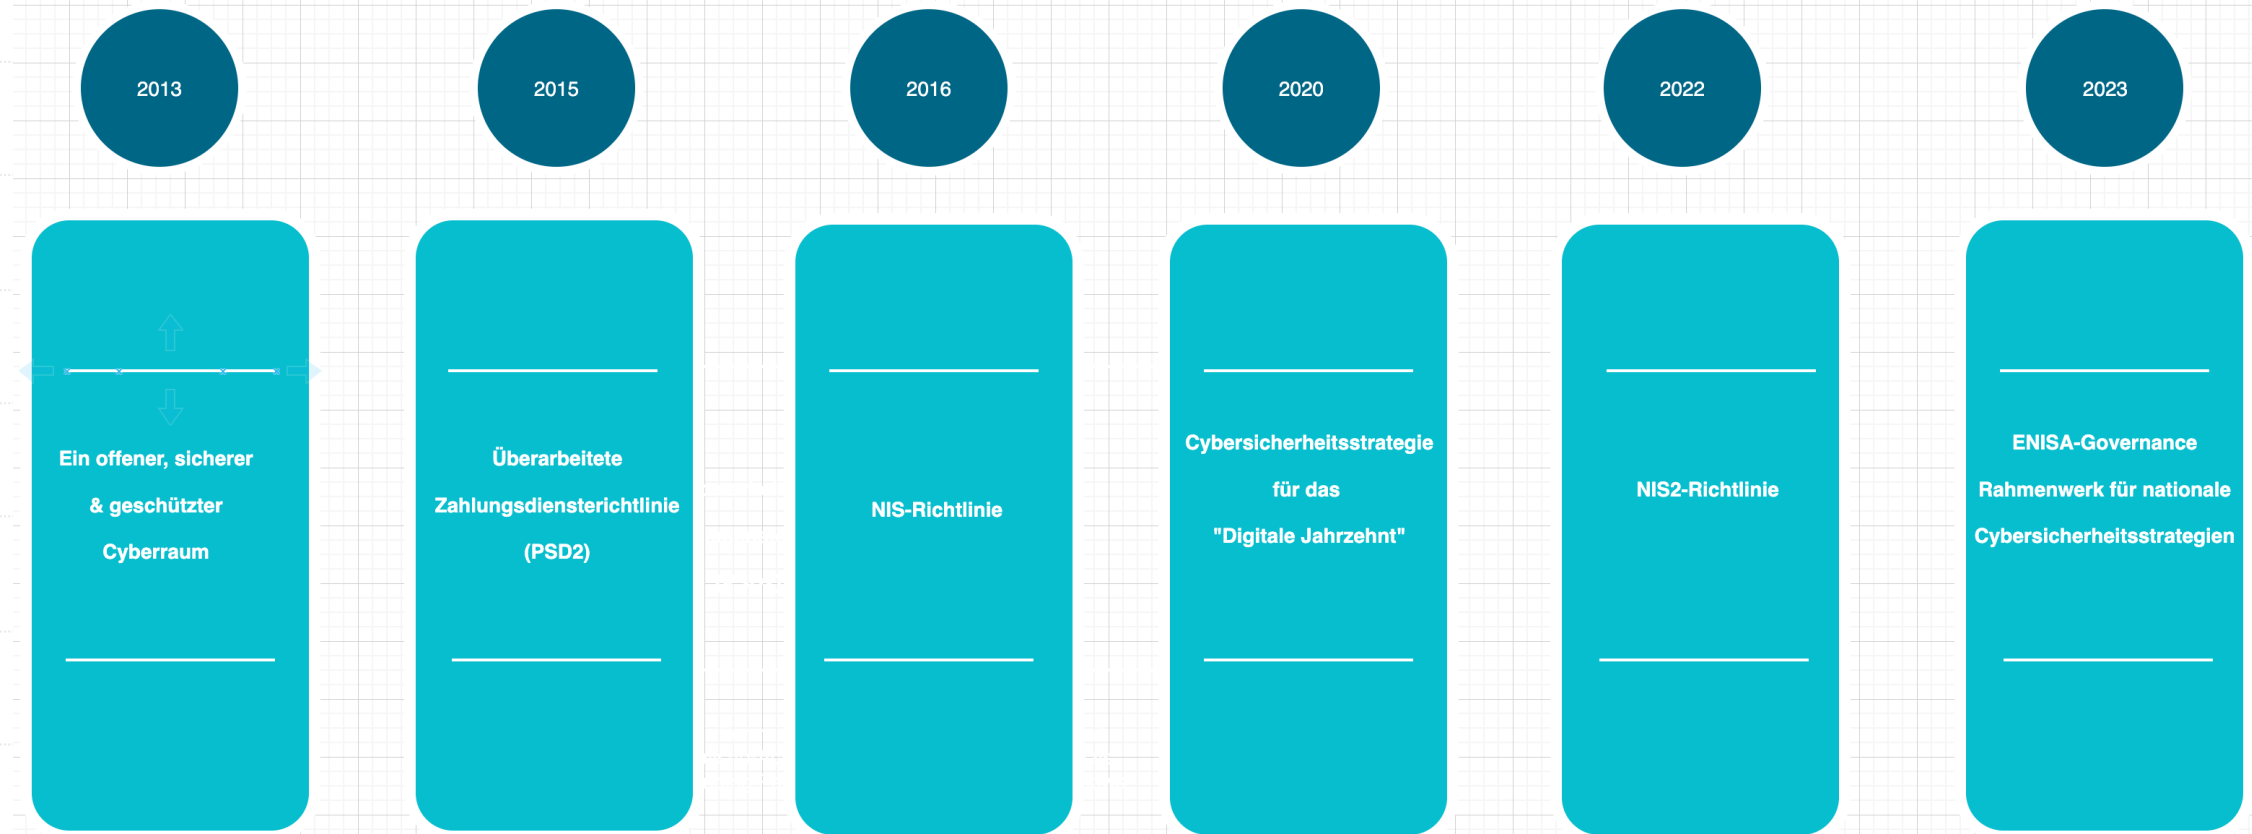 2013
2015
2016
2020
2022
2023
Ein offener, sicherer
& geschützter
Cyberraum
Überarbeitete
Zahlungsdiensterichtlinie
(PSD2)
NIS-Richtlinie
Cybersicherheitsstrategie
für das
"Digitale Jahrzehnt"
NIS2-Richtlinie
ENISA-Governance
Rahmenwerk für nationale
Cybersicherheitsstrategien